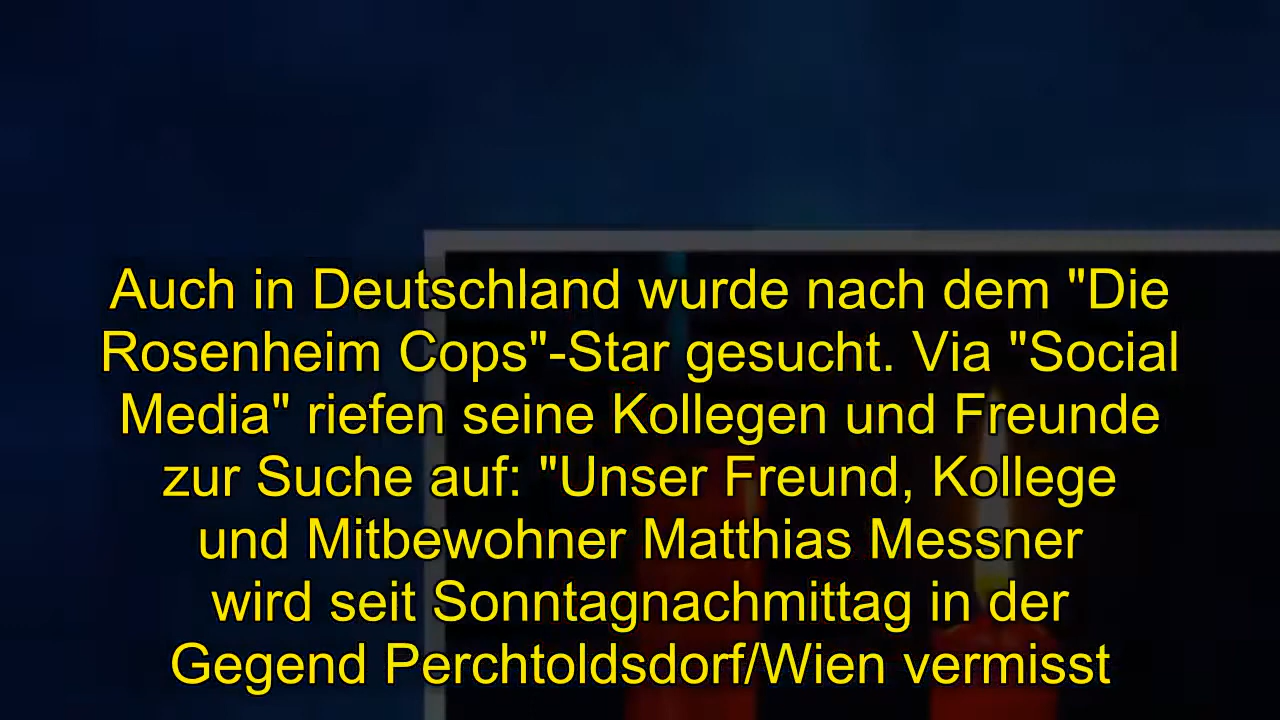 Auch in Deutschland wurde nach dem "Die
Rosenheim Cops"-Star gesucht. Via "Social
Media" riefen seine Kollegen und Freunde
zur Suche auf: "Unser Freund, Kollege
und Mitbewohner Matthias Messner
wird seit Sonntagnachmittag in der
Gegend Perchtoldsdorf/Wien vermisst